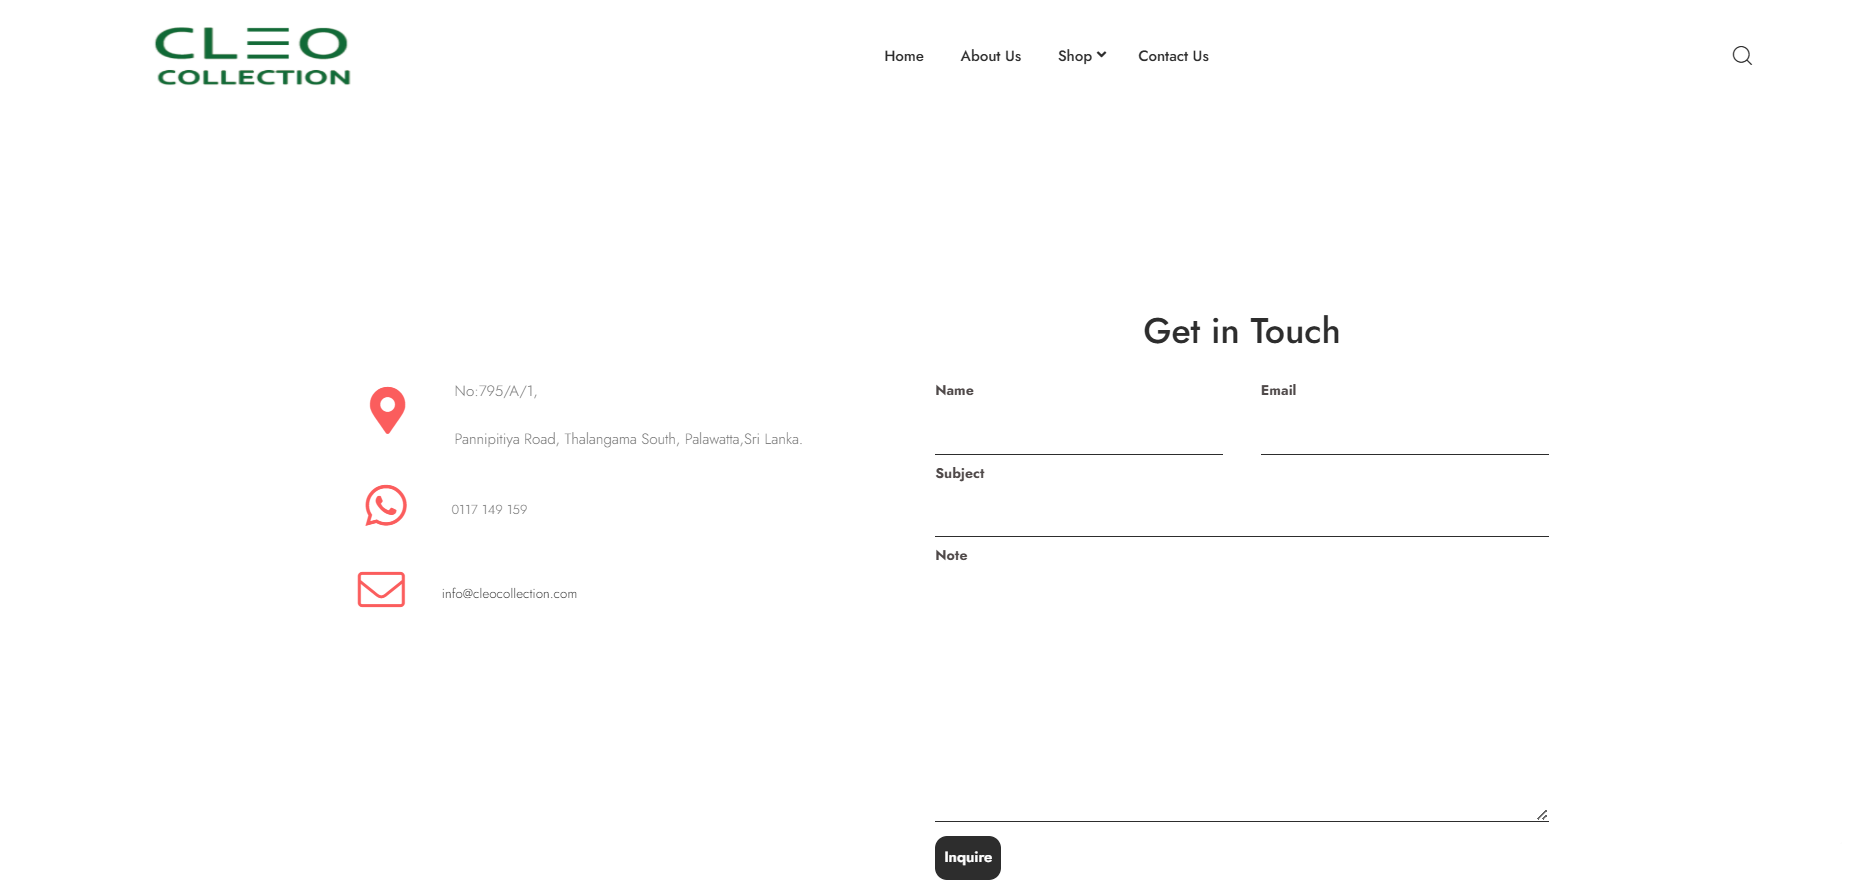 CLEO
COLLECTION
Home
About Us
Shop
Contact Us
No:795/A/1,
Pannipitiya Road, Thalangama South, Palawatta,Sri Lanka.
0117 149 159
info@cleocollection.com
Get in Touch
Name
Email
Subject
Note
Inquire